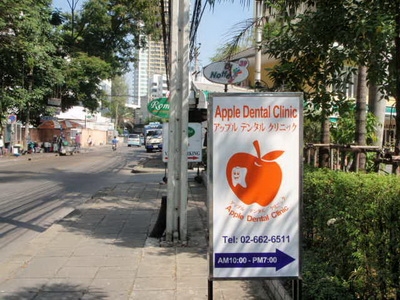 Apple Dental Clinic
アップル デンタル クリニック
Apple Dental Clinic
Tel: 02-662-6511
AM10:00 - PM7:00